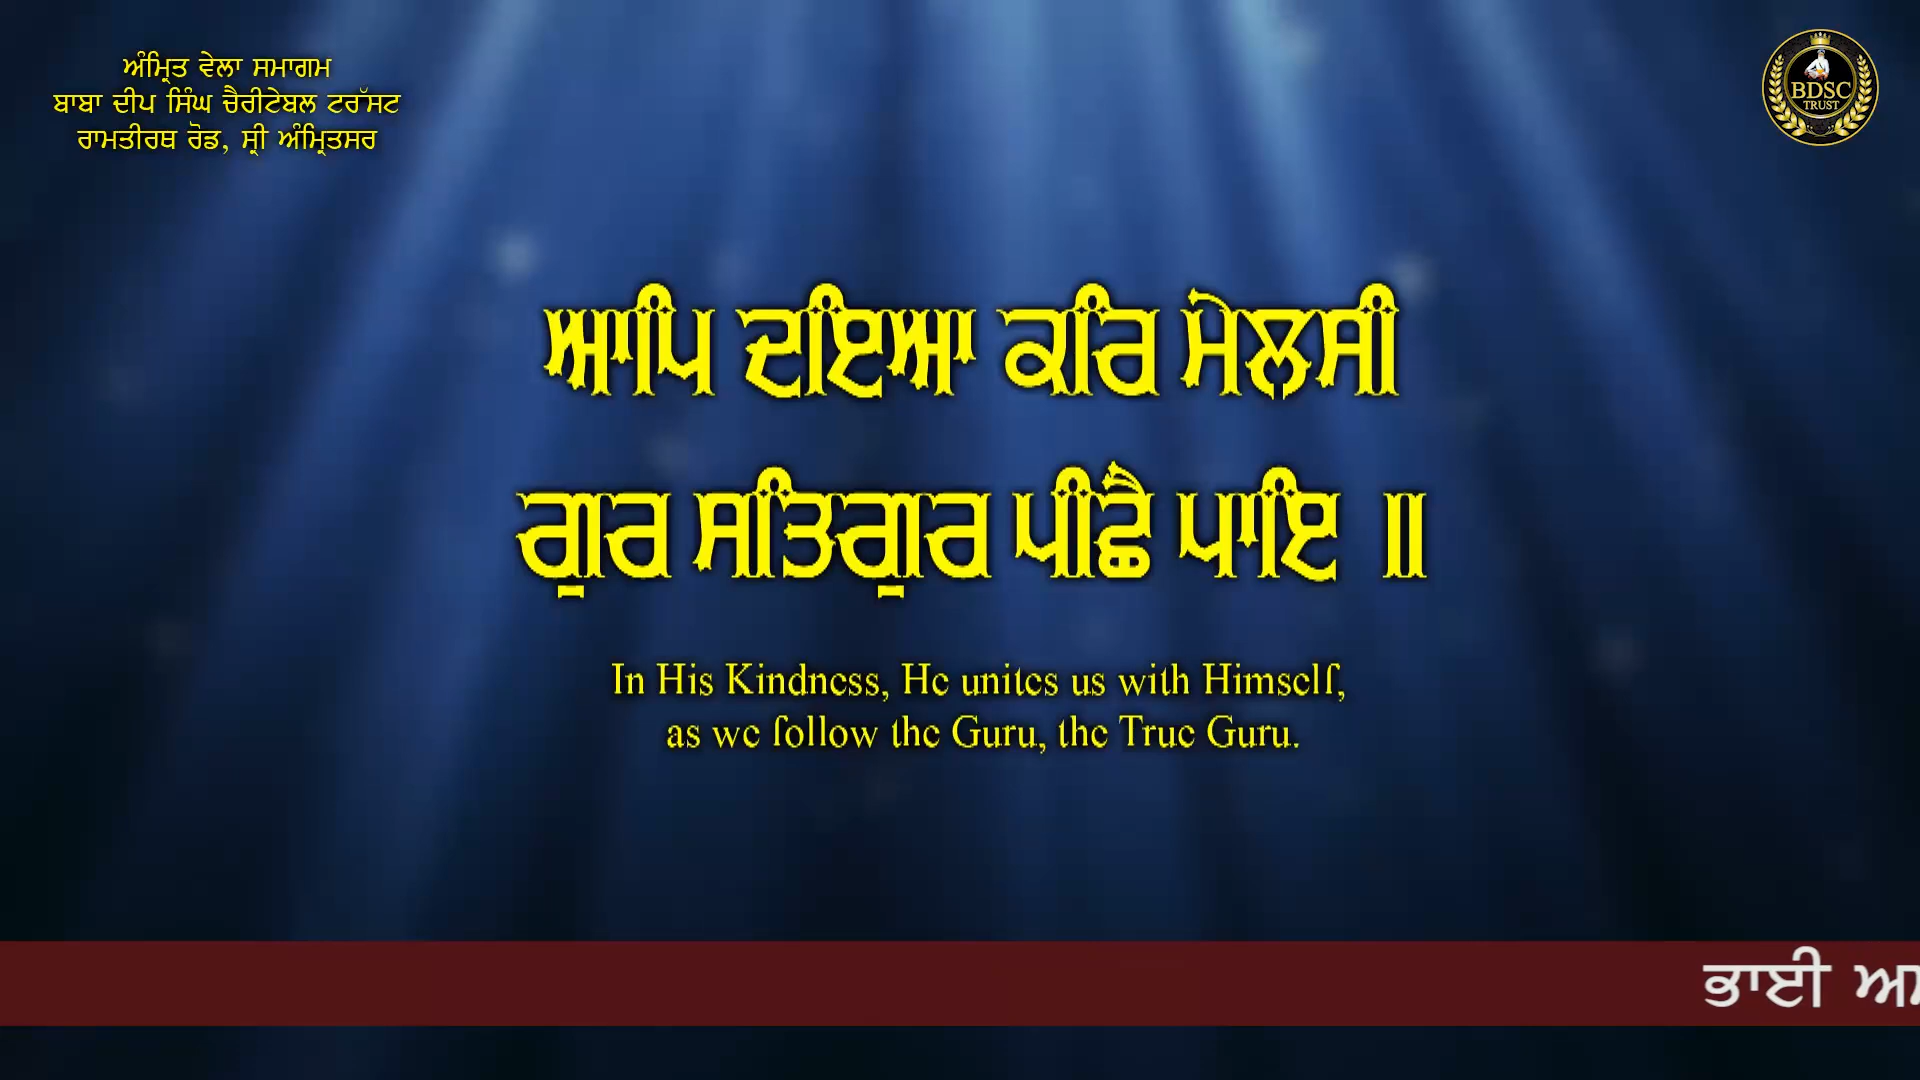 ਅੰਮ੍ਰਿਤ ਵੇਲਾ ਸਮਾਗਮ
ਬਾਬਾ ਦੀਪ ਸਿੰਘ ਚੈਰੀਟੇਬਲ ਟਰੱਸਟ
ਰਾਮਤੀਰਥ ਰੋਡ, ਸ੍ਰੀ ਅੰਮ੍ਰਿਤਸਰ
BDSC
TRUST
ਆਪਿ ਦਇਆ ਕਰਿ ਮੇਲਸੀ
ਗੁਰ ਸਤਿਗੁਰ ਪੀਛੈ ਪਾਇ ॥
In His Kindness, He unites us with Himself,
as we follow the Guru, the True Guru.
ਭਾਈ